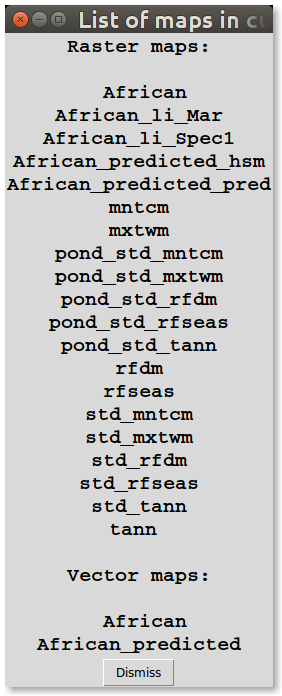 List of maps in cu
Raster maps:
African
African_li_Mar
African_li_Spec1
African_predicted_hsm
African_predicted_pred
mntcm
mxtwm
pond_std_mntcm
pond_std_mxtwm
pond_std_rfdm
pond_std_rfseas
pond_std_tann
rfdm
rfseas
std_mntcm
std_mxtwm
std_rfdm
std_rfseas
std_tann
tann
Vector maps:
African
African_predicted
Dismiss